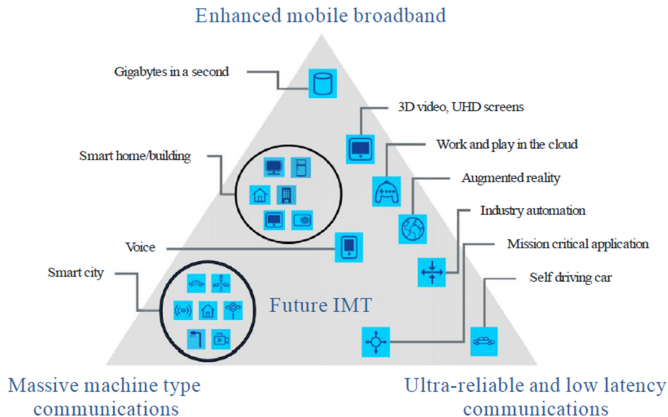 Enhanced mobile broadband
Gigabytes in a second
3D video, UHD screens
Work and play in the cloud
Smart home/building
Augmented reality
Industry automation
Voice
Mission critical application
Smart city
Self driving car
Future IMT
Massive machine type
communications
Ultra-reliable and low latency
communications